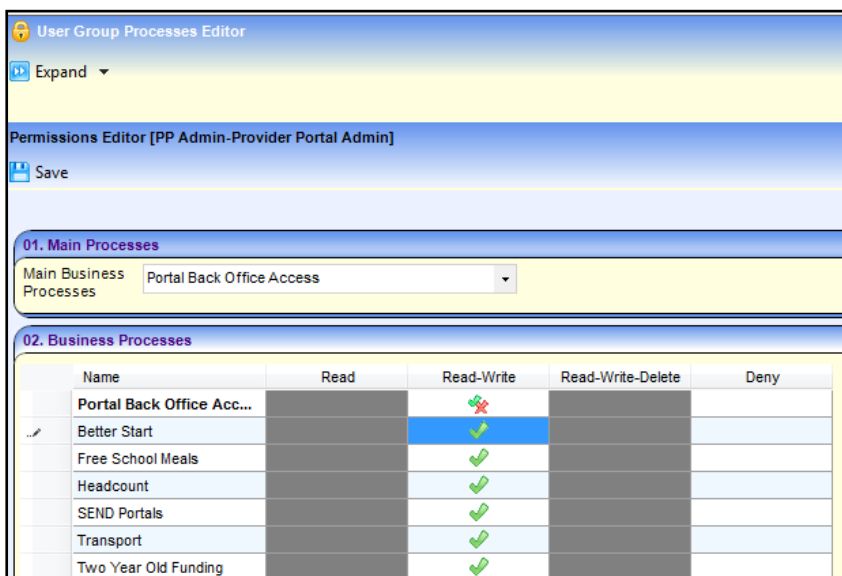 User Group Processes Editor
Expand
Permissions Editor [PP Admin-Provider Portal Admin]
Save
01. Main Processes
Main Business Processes Portal Back Office Access
02. Business Processes
Name Read Read-Write Read-Write-Delete Deny
Portal Back Office Acc...
Better Start
Free School Meals
Headcount
SEND Portals
Transport
Two Year Old Funding